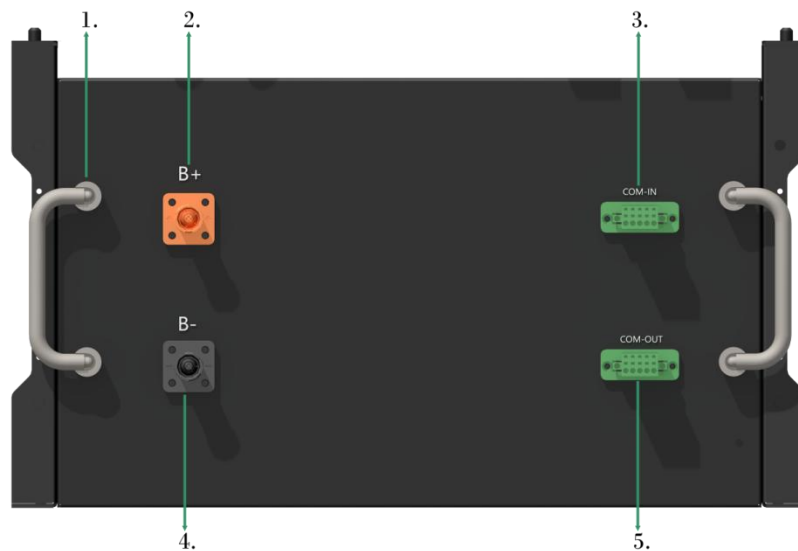 1.
2.
3.
B+
COM-IN
B-
COM-OUT
4.
5.